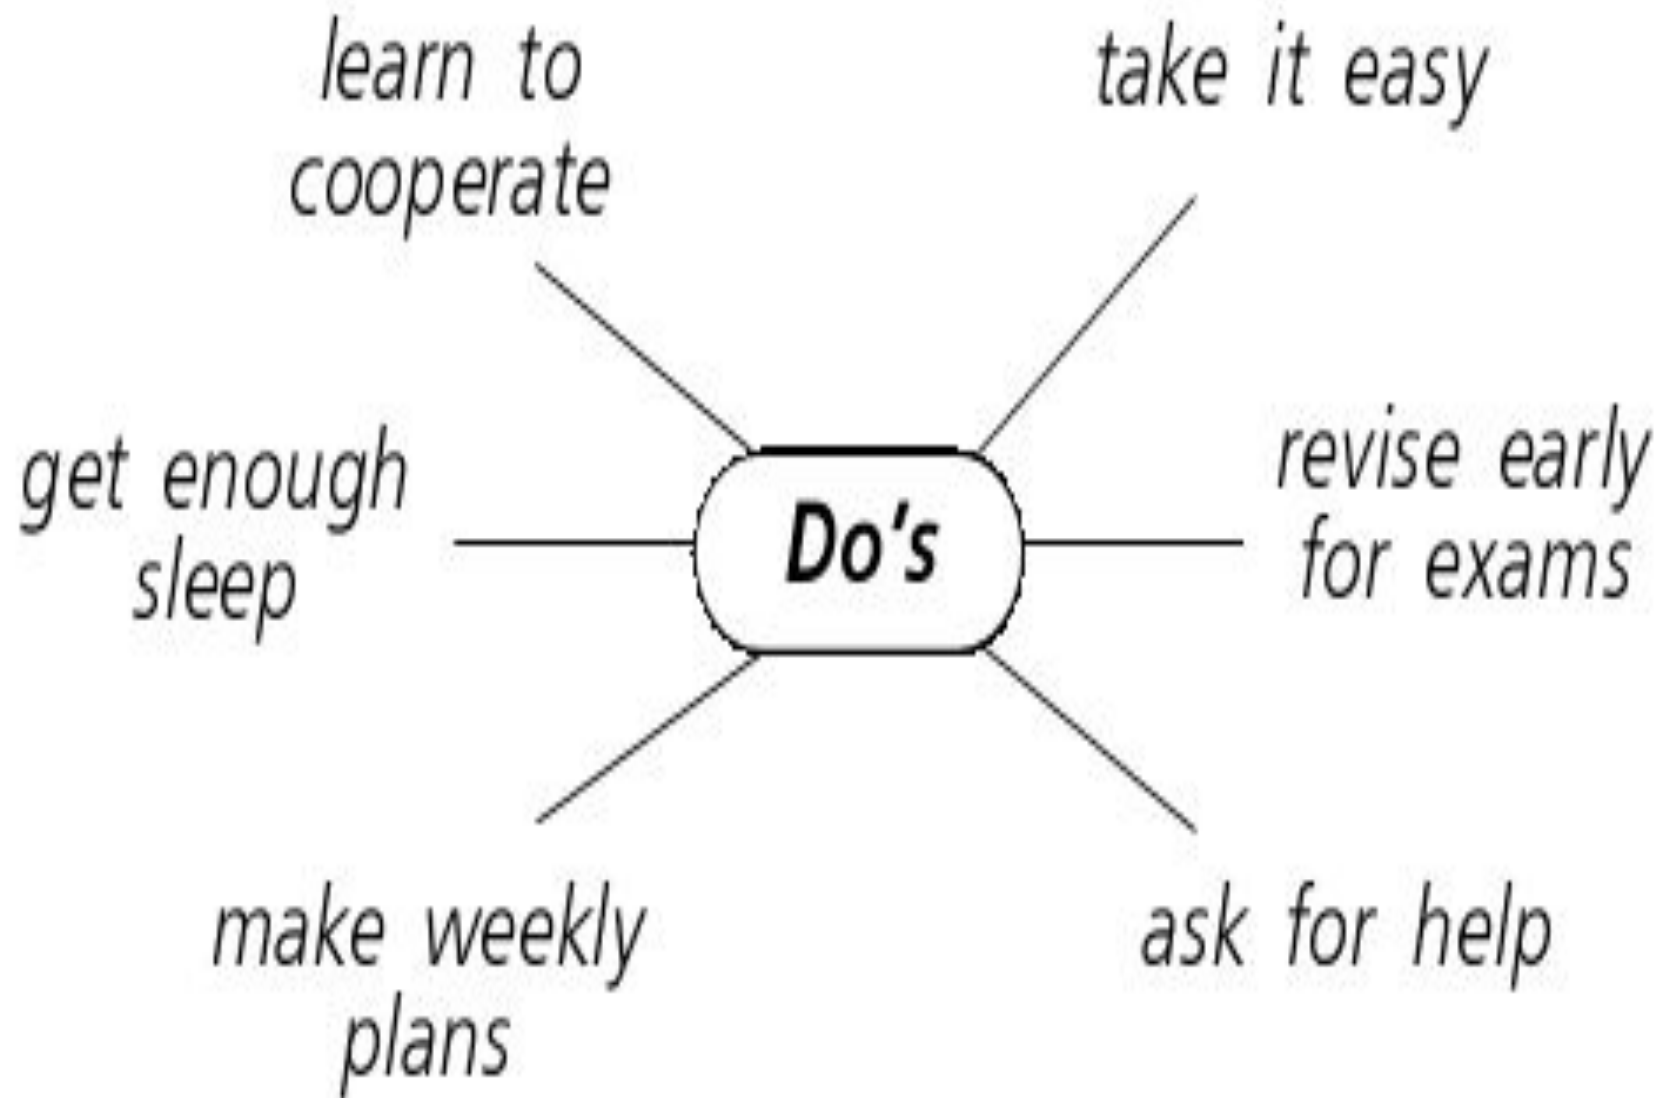 learn to
cooperate
take it easy
get enough
sleep
Do's
revise early
for exams
make weekly
plans
ask for help